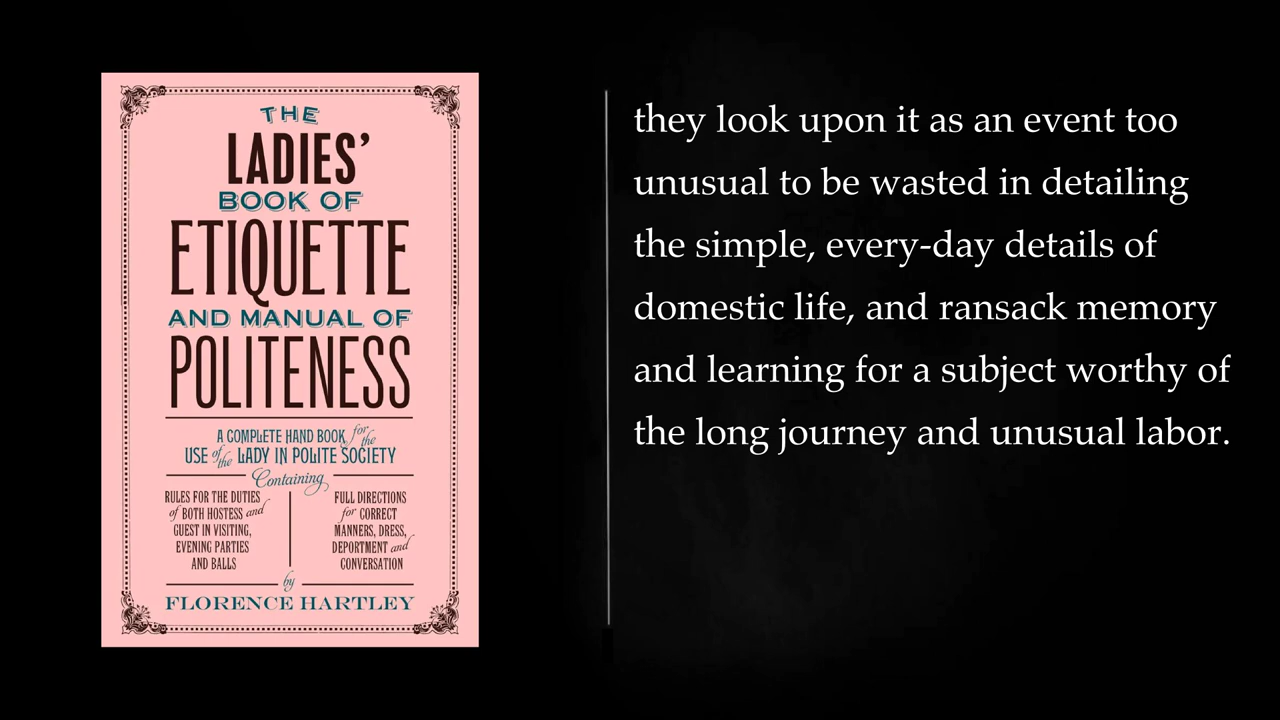 THE
LADIES'
BOOK OF
ETIQUETTE
AND MANUAL OF
POLITENESS
A COMPLETE HAND BOOK for the
USE of the LADY IN POLITE SOCIETY
Containing
RULES FOR THE DUTIES
of BOTH HOSTESS and
GUEST IN VISITING,
EVENING PARTIES
AND BALLS
FULL DIRECTIONS
for CORRECT
MANNERS, DRESS,
DEPORTMENT and
CONVERSATION
by
FLORENCE HARTLEY
they look upon it as an event too
unusual to be wasted in detailing
the simple, every-day details of
domestic life, and ransack memory
and learning for a subject worthy of
the long journey and unusual labor.